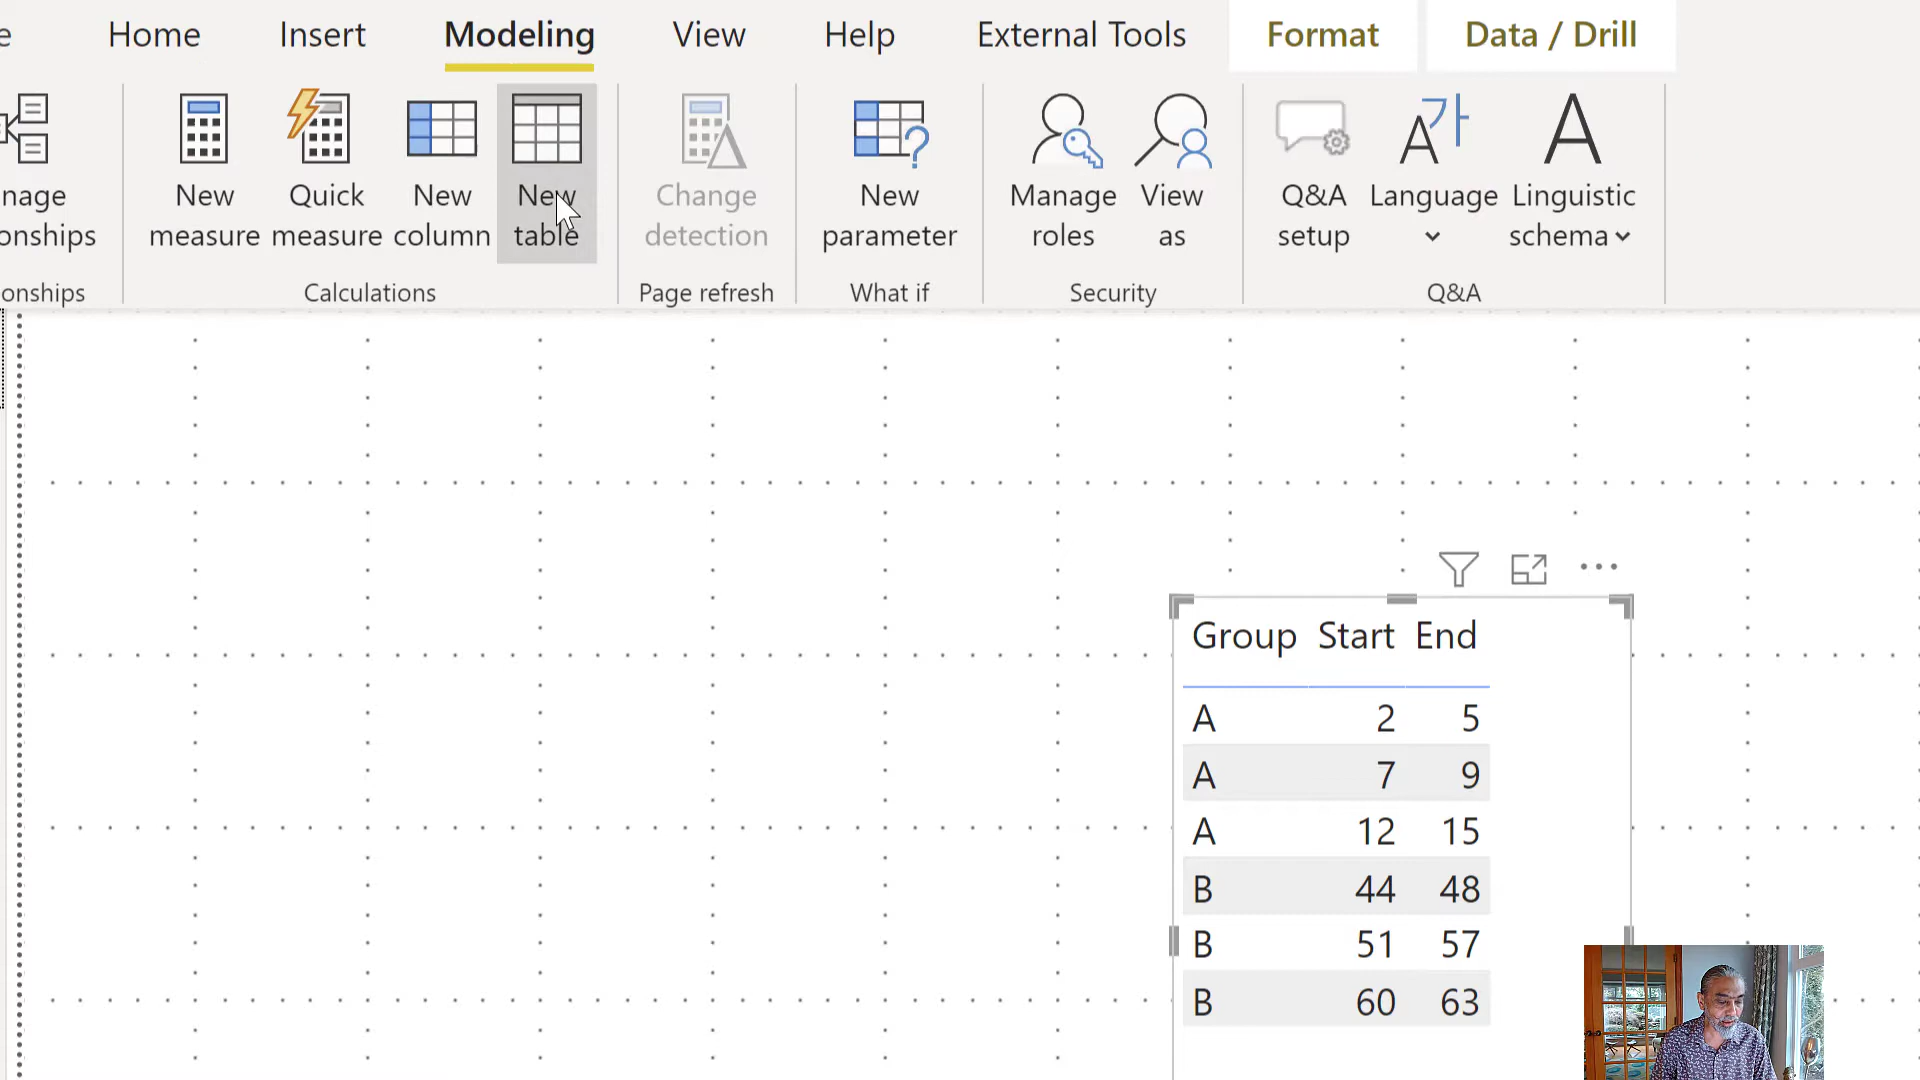 e Home Insert Modeling View Help External Tools Format Data / Drill
nage
onships
New
measure
Quick
measure
New
column
New
table
Change
detection
New
parameter
Manage
roles
View
as
Q&A
setup
A가
Language
A
Linguistic
schema
onships Calculations Page refresh What if Security Q&A
Group Start End
A 2 5
A 7 9
A 12 15
B 44 48
B 51 57
B 60 63